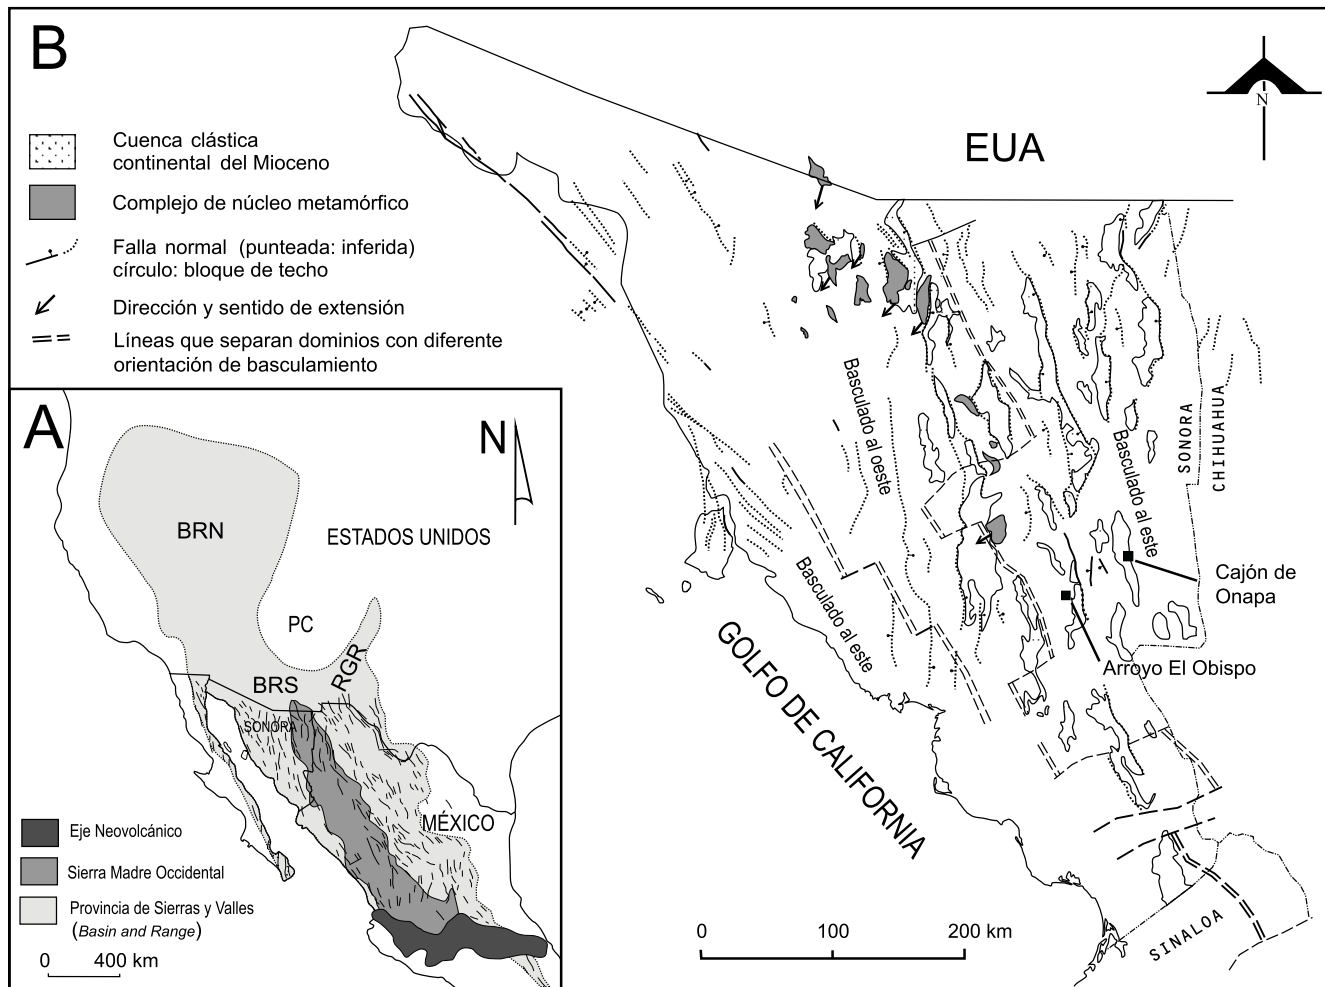 B
Cuenca clástica
continental del Mioceno
Complejo de núcleo metamórfico
Falla normal (punteada: inferida)
círculo: bloque de techo
Dirección y sentido de extensión
Líneas que separan dominios con diferente
orientación de basculamiento
EUA
N
Basculado al oeste
Basculado al este
SONORA
CHIHUAHUA
Cajón de
Onapa
Arroyo El Obispo
Basculado al este
GOLFO DE CALIFORNIA
SINALOA
0 100 200 km
A
N
BRN
ESTADOS UNIDOS
PC
BRS
RGR
SONORA
MÉXICO
Eje Neovolcánico
Sierra Madre Occidental
Provincia de Sierras y Valles
(Basin and Range)
0 400 km